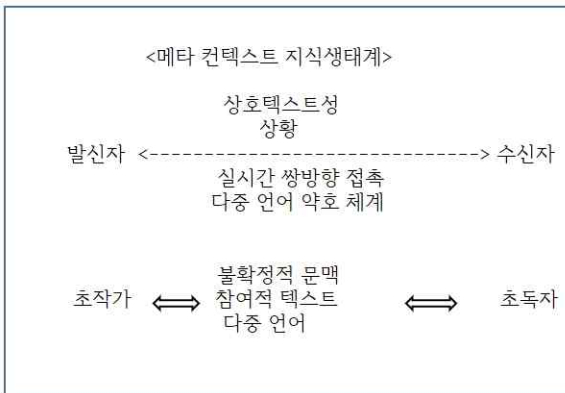 <메타 컨텍스트 지식생태계>
상호텍스트성
상황
발신자 <------------------------------> 수신자
실시간 쌍방향 접촉
다중 언어 약호 체계
불확정적 문맥
초작가 ⇔ 참여적 텍스트 ⇔ 초독자
다중 언어